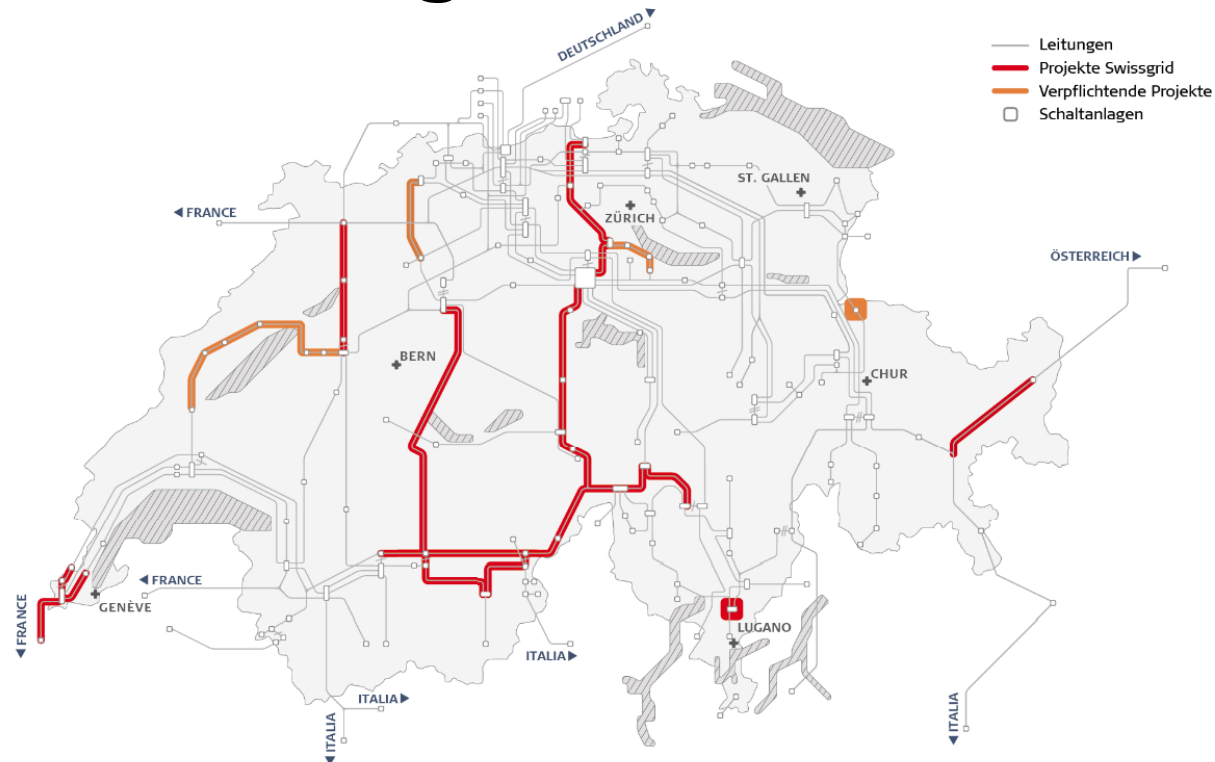 DEUTSCHLAND
Leitungen
Projekte Swissgrid
Verpflichtende Projekte
Schaltanlagen
ST. GALLEN
ZÜRICH
FRANCE
ÖSTERREICH
BERN
CHUR
FRANCE
GENÈVE
FRANCE
LUGANO
ITALIA
ITALIA
ITALIA
ITALIA